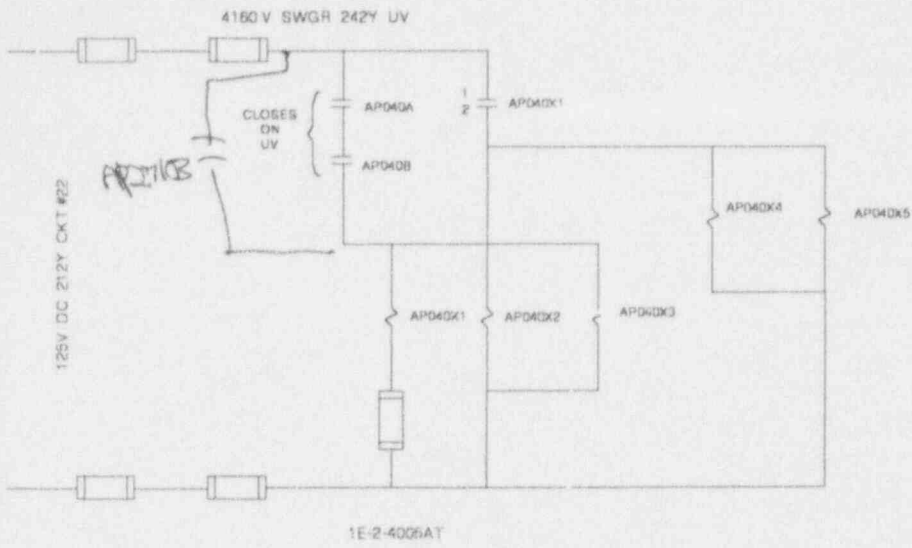 4160 V SWGR 242Y UV
CLOSES
ON
UV
AP040A
AP040B
1
2
AP040X1
125V DC 212Y CKT #22
AP040X4
AP040X5
AP040X1
AP040X2
AP040X3
1E-2-4005AT